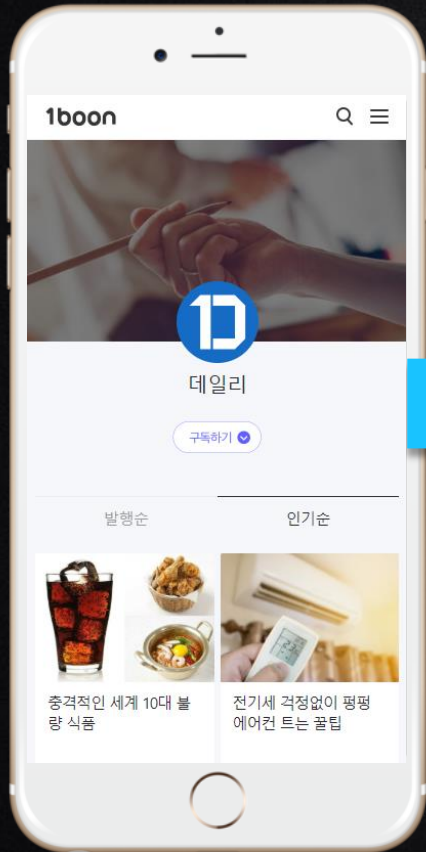 1boon
1D
데일리
구독하기
발행순
인기순
충격적인 세계 10대 불
량 식품
전기세 걱정없이 펑펑
에어컨 트는 꿀팁